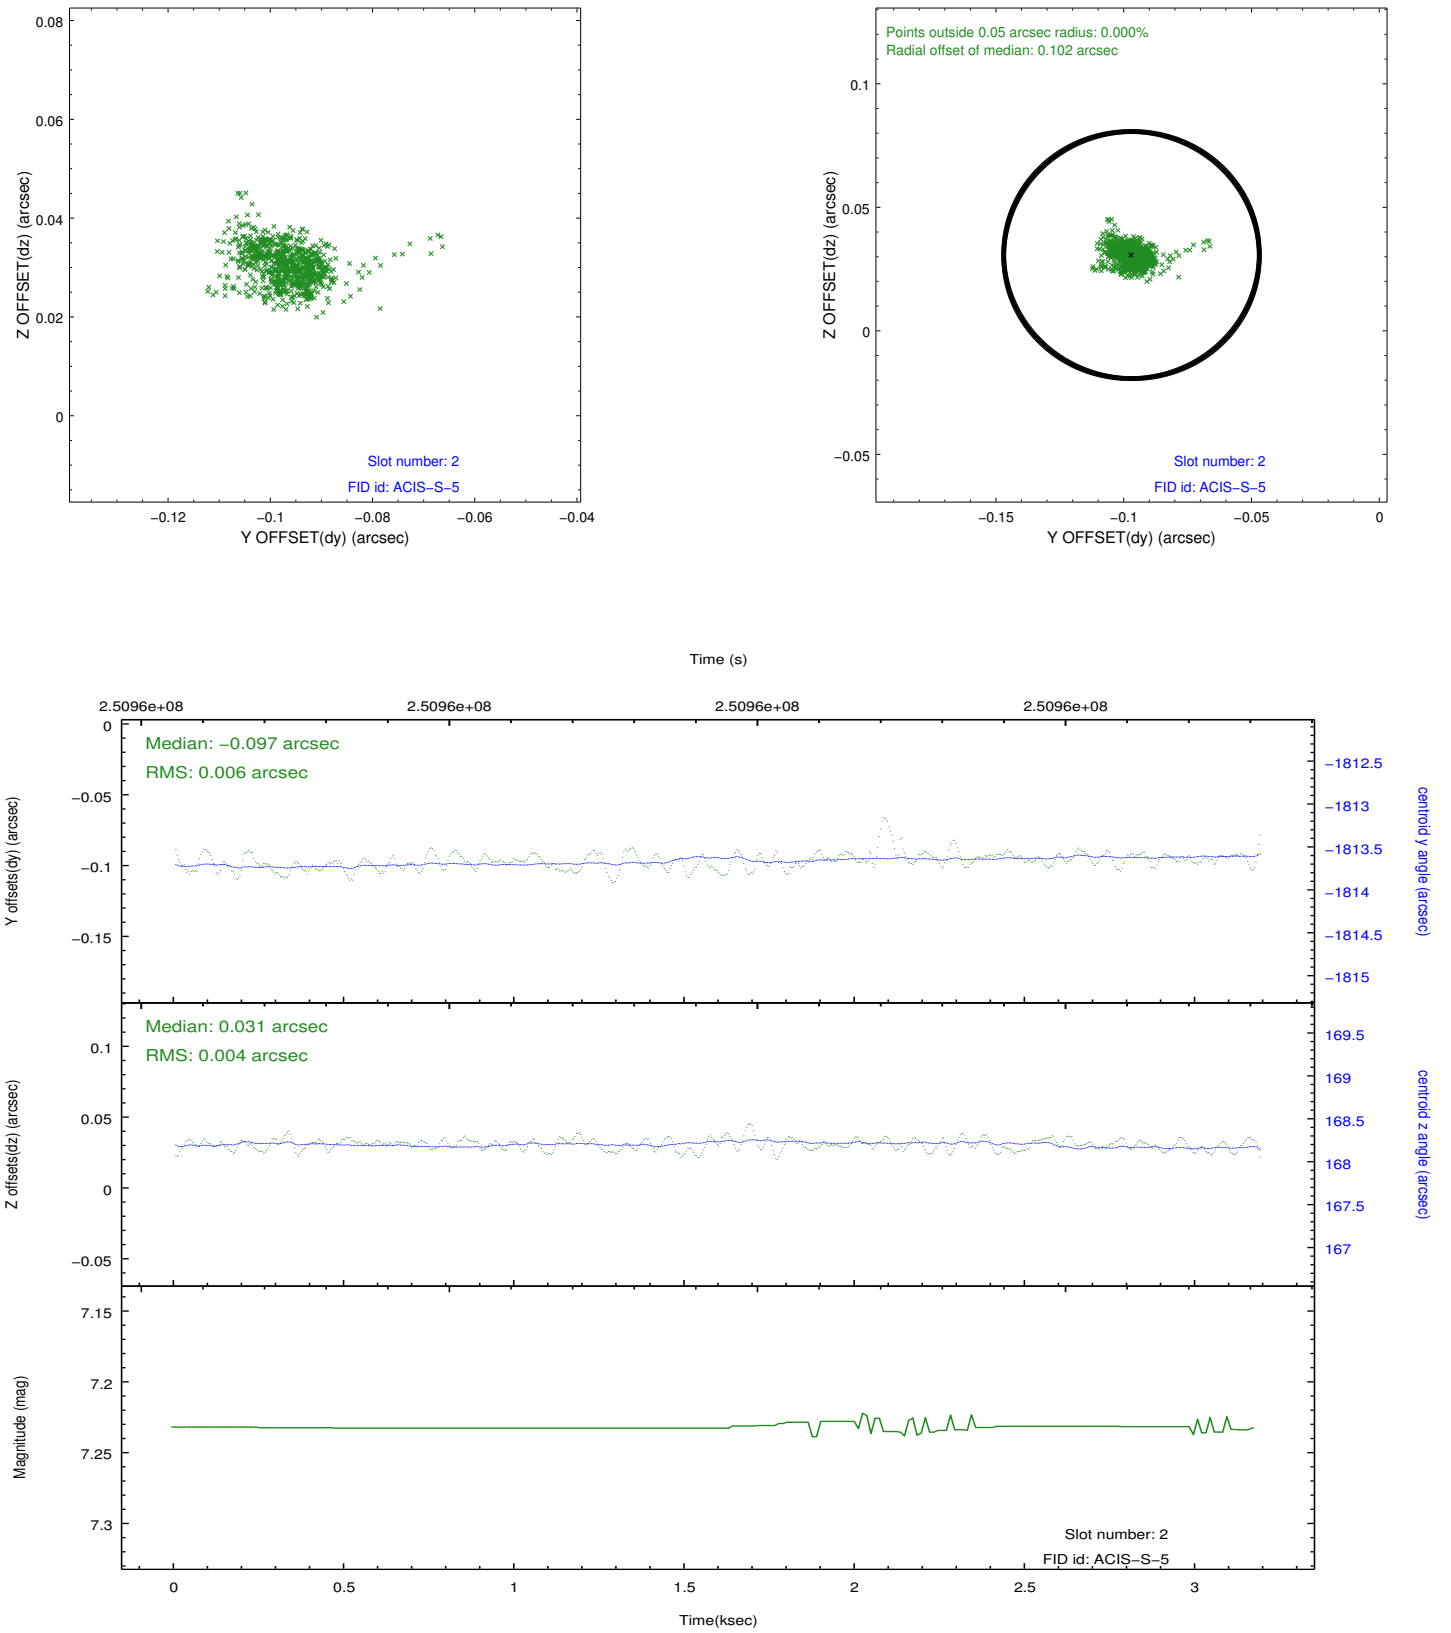 0.08
0.06
0.04
0.02
0
Z OFFSET(dz) (arcsec)
Slot number: 2
FID id: ACIS−S−5
−0.12 −0.1 −0.08 −0.06 −0.04
Y OFFSET(dy) (arcsec)
Points outside 0.05 arcsec radius: 0.000%
Radial offset of median: 0.102 arcsec
0.1
0.05
0
−0.05
Z OFFSET(dz) (arcsec)
Slot number: 2
FID id: ACIS−S−5
−0.15 −0.1 −0.05 0
Y OFFSET(dy) (arcsec)
Time (s)
2.5096e+08 2.5096e+08 2.5096e+08 2.5096e+08
Median: −0.097 arcsec
RMS: 0.006 arcsec
0
−0.05
−0.1
−0.15
Y offsets(dy) (arcsec)
−1812.5
−1813
−1813.5
−1814
−1814.5
−1815
centroid y angle (arcsec)
Median: 0.031 arcsec
RMS: 0.004 arcsec
0.1
0.05
0
−0.05
Z offsets(dz) (arcsec)
169.5
169
168.5
168
167.5
167
centroid z angle (arcsec)
7.15
7.2
7.25
7.3
Magnitude (mag)
Slot number: 2
FID id: ACIS−S−5
0 0.5 1 1.5 2 2.5 3
Time(ksec)